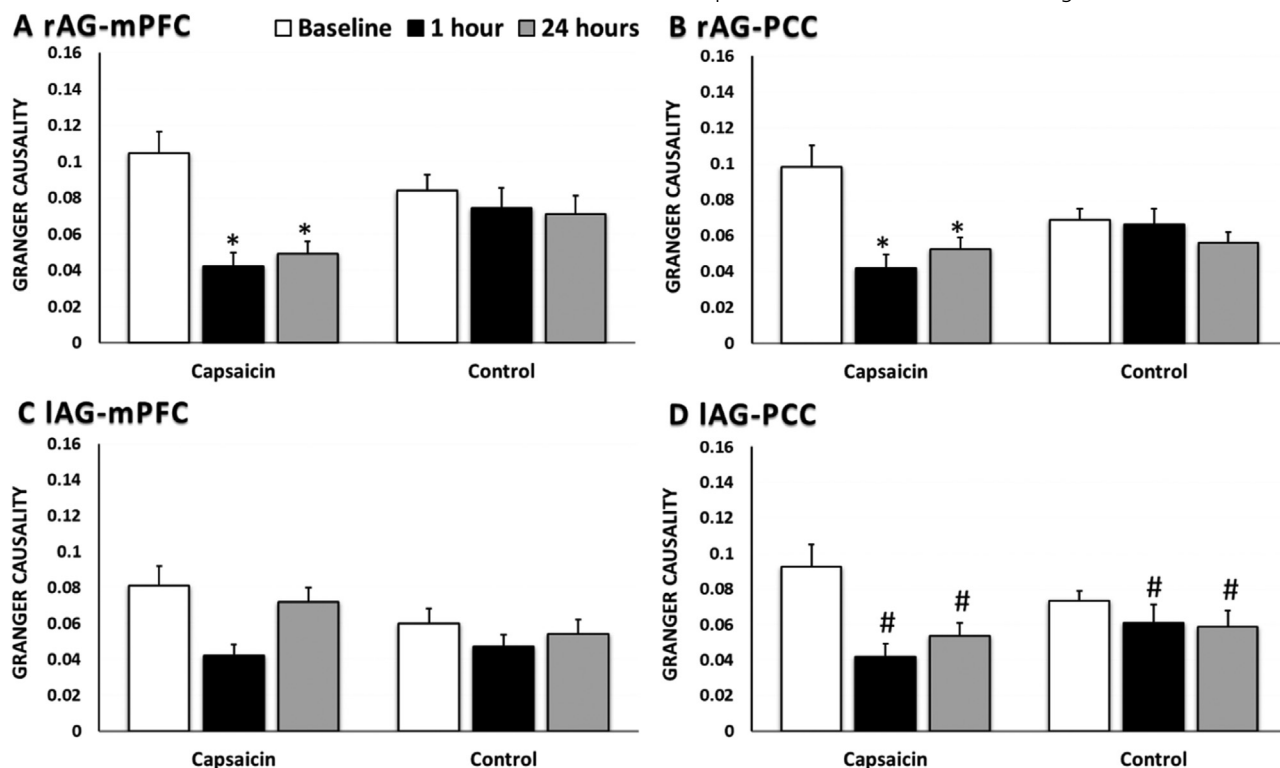 A rAG-mPFC
Baseline 1 hour 24 hours
GRANGER CAUSALITY
0.16
0.14
0.12
0.1
0.08
0.06
0.04
0.02
0
* *
Capsaicin Control
B rAG-PCC
GRANGER CAUSALITY
0.16
0.14
0.12
0.1
0.08
0.06
0.04
0.02
0
* *
Capsaicin Control
C lAG-mPFC
GRANGER CAUSALITY
0.16
0.14
0.12
0.1
0.08
0.06
0.04
0.02
0
Capsaicin Control
D lAG-PCC
GRANGER CAUSALITY
0.16
0.14
0.12
0.1
0.08
0.06
0.04
0.02
0
# # # #
Capsaicin Control